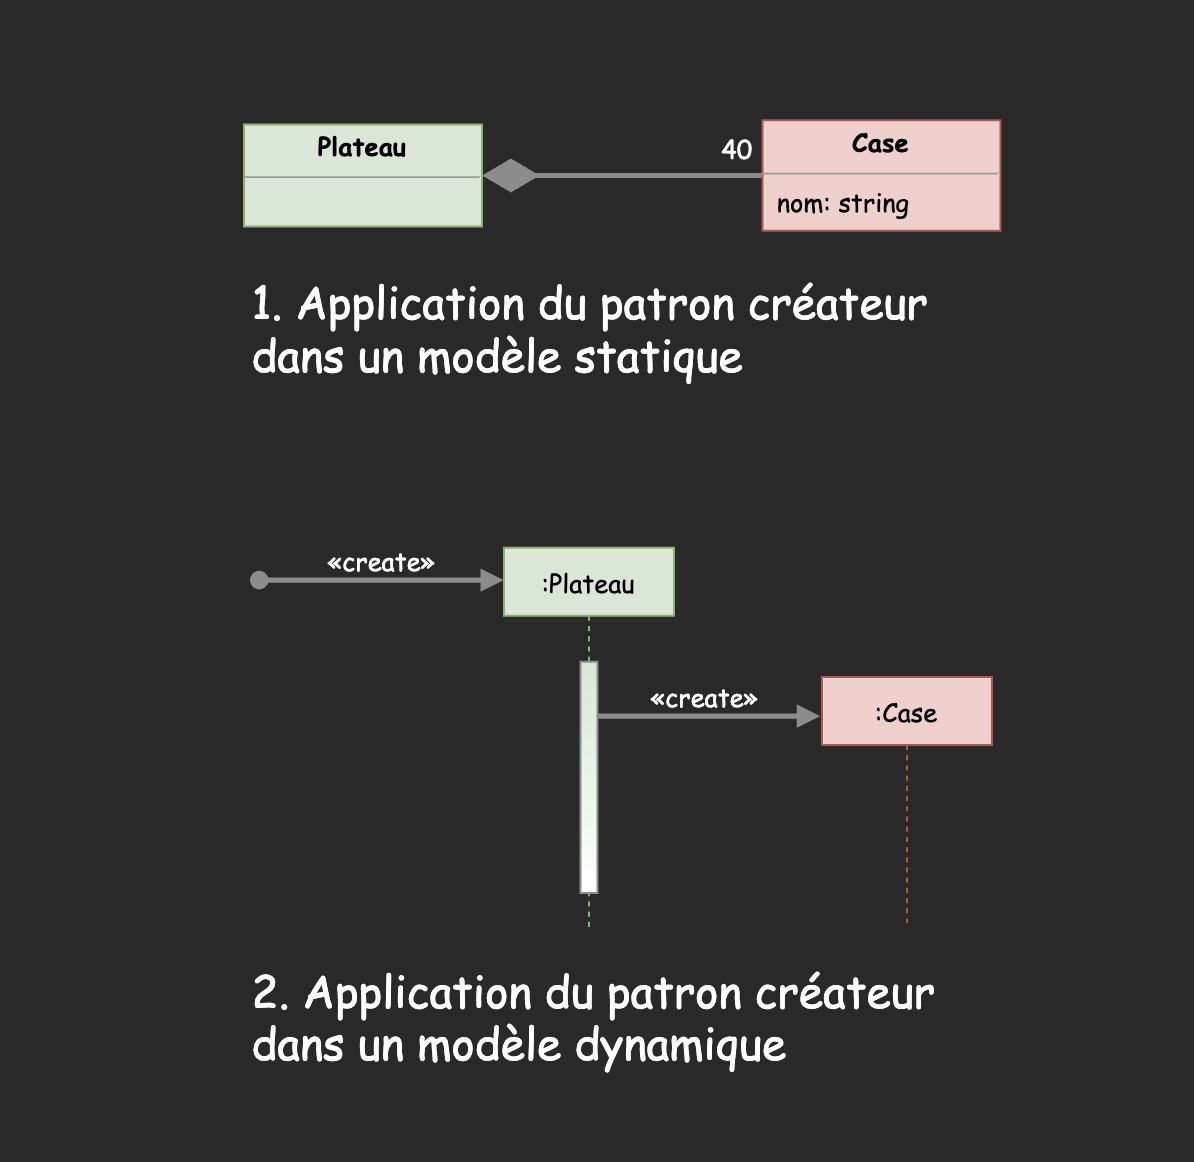 Plateau
40
Case
nom: string
1. Application du patron créateur
dans un modèle statique
«create»
:Plateau
«create»
:Case
2. Application du patron créateur
dans un modèle dynamique